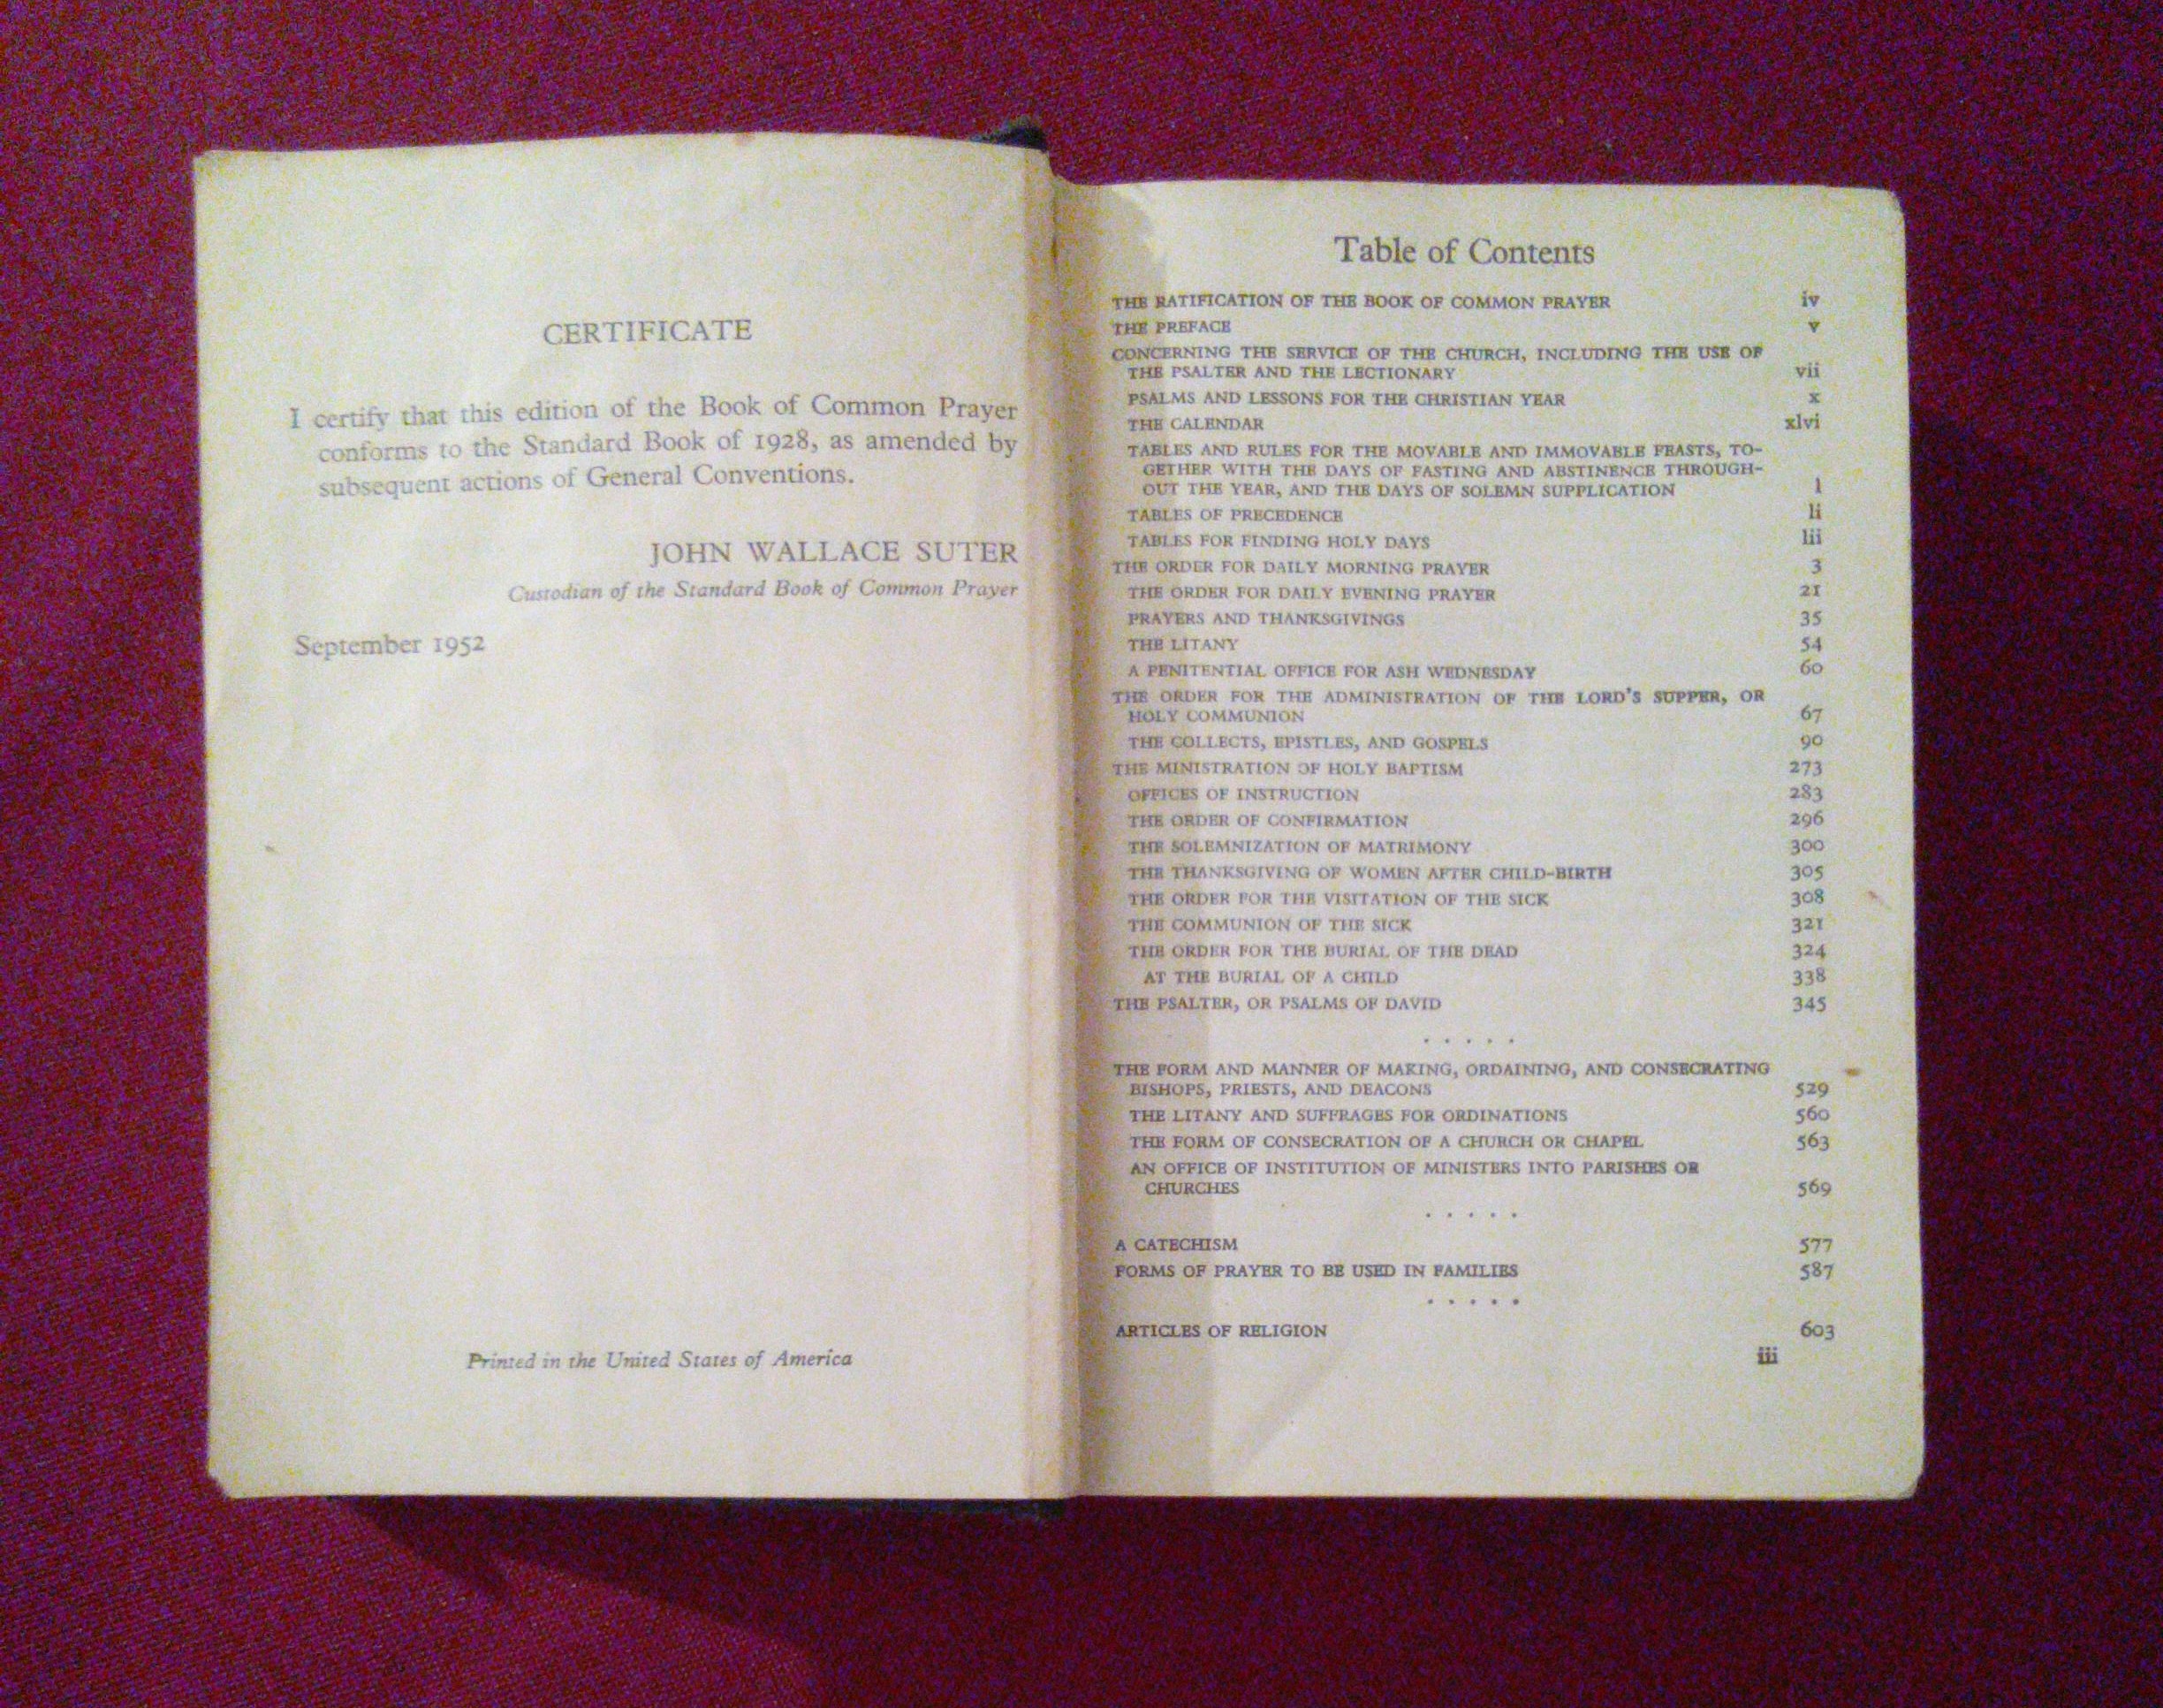 CERTIFICATE
I certify that this edition of the Book of Common Prayer
conforms to the Standard Book of 1928, as amended by
subsequent actions of General Conventions.
JOHN WALLACE SUTER
Custodian of the Standard Book of Common Prayer
September 1952
Printed in the United States of America
Table of Contents
THE RATIFICATION OF THE BOOK OF COMMON PRAYER iv
THE PREFACE v
CONCERNING THE SERVICE OF THE CHURCH, INCLUDING THE USE OF
THE PSALTER AND THE LECTIONARY vii
PSALMS AND LESSONS FOR THE CHRISTIAN YEAR x
THE CALENDAR xlvi
TABLES AND RULES FOR THE MOVABLE AND IMMOVABLE FEASTS, TO-
GETHER WITH THE DAYS OF FASTING AND ABSTINENCE THROUGH-
OUT THE YEAR, AND THE DAYS OF SOLEMN SUPPLICATION l
TABLES OF PRECEDENCE li
TABLES FOR FINDING HOLY DAYS lii
THE ORDER FOR DAILY MORNING PRAYER 3
THE ORDER FOR DAILY EVENING PRAYER 21
PRAYERS AND THANKSGIVINGS 35
THE LITANY 54
A PENITENTIAL OFFICE FOR ASH WEDNESDAY 60
THE ORDER FOR THE ADMINISTRATION OF THE LORD'S SUPPER, OR
HOLY COMMUNION 67
THE COLLECTS, EPISTLES, AND GOSPELS 90
THE MINISTRATION OF HOLY BAPTISM 273
OFFICES OF INSTRUCTION 283
THE ORDER OF CONFIRMATION 296
THE SOLEMNIZATION OF MATRIMONY 300
THE THANKSGIVING OF WOMEN AFTER CHILD-BIRTH 305
THE ORDER FOR THE VISITATION OF THE SICK 308
THE COMMUNION OF THE SICK 321
THE ORDER FOR THE BURIAL OF THE DEAD 324
AT THE BURIAL OF A CHILD 338
THE PSALTER, OR PSALMS OF DAVID 345
. . . . .
THE FORM AND MANNER OF MAKING, ORDAINING, AND CONSECRATING
BISHOPS, PRIESTS, AND DEACONS 529
THE LITANY AND SUFFRAGES FOR ORDINATIONS 560
THE FORM OF CONSECRATION OF A CHURCH OR CHAPEL 563
AN OFFICE OF INSTITUTION OF MINISTERS INTO PARISHES OR
CHURCHES 569
. . . . .
A CATECHISM 577
FORMS OF PRAYER TO BE USED IN FAMILIES 587
. . . . .
ARTICLES OF RELIGION 603
iii